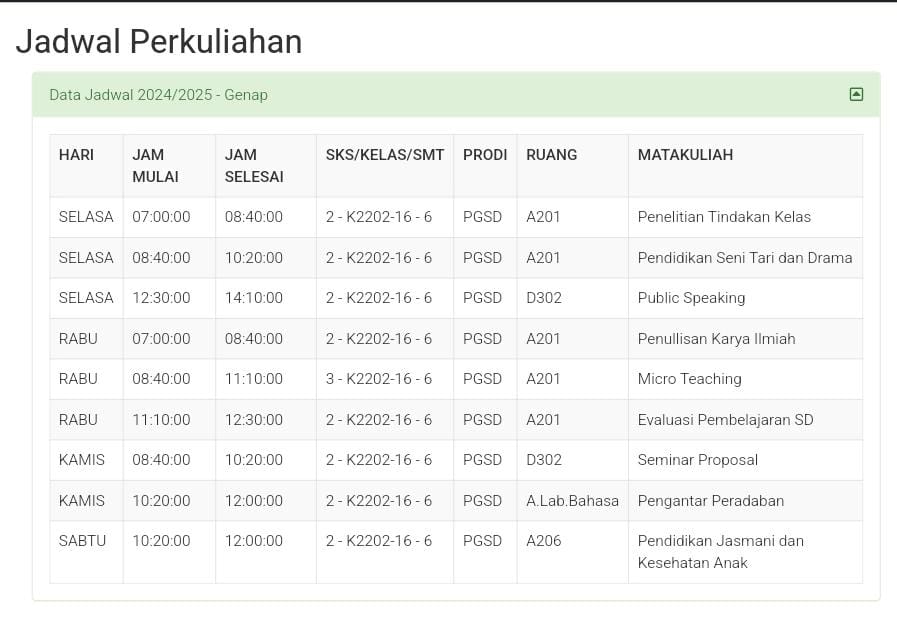 Jadwal Perkuliahan
Data Jadwal 2024/2025 - Genap
HARI JAM MULAI JAM SELESAI SKS/KELAS/SMT PRODI RUANG MATAKULIAH
SELASA 07:00:00 08:40:00 2 - K2202-16 - 6 PGSD A201 Penelitian Tindakan Kelas
SELASA 08:40:00 10:20:00 2 - K2202-16 - 6 PGSD A201 Pendidikan Seni Tari dan Drama
SELASA 12:30:00 14:10:00 2 - K2202-16 - 6 PGSD D302 Public Speaking
RABU 07:00:00 08:40:00 2 - K2202-16 - 6 PGSD A201 Penullisan Karya Ilmiah
RABU 08:40:00 11:10:00 3 - K2202-16 - 6 PGSD A201 Micro Teaching
RABU 11:10:00 12:30:00 2 - K2202-16 - 6 PGSD A201 Evaluasi Pembelajaran SD
KAMIS 08:40:00 10:20:00 2 - K2202-16 - 6 PGSD D302 Seminar Proposal
KAMIS 10:20:00 12:00:00 2 - K2202-16 - 6 PGSD A.Lab.Bahasa Pengantar Peradaban
SABTU 10:20:00 12:00:00 2 - K2202-16 - 6 PGSD A206 Pendidikan Jasmani dan
Kesehatan Anak